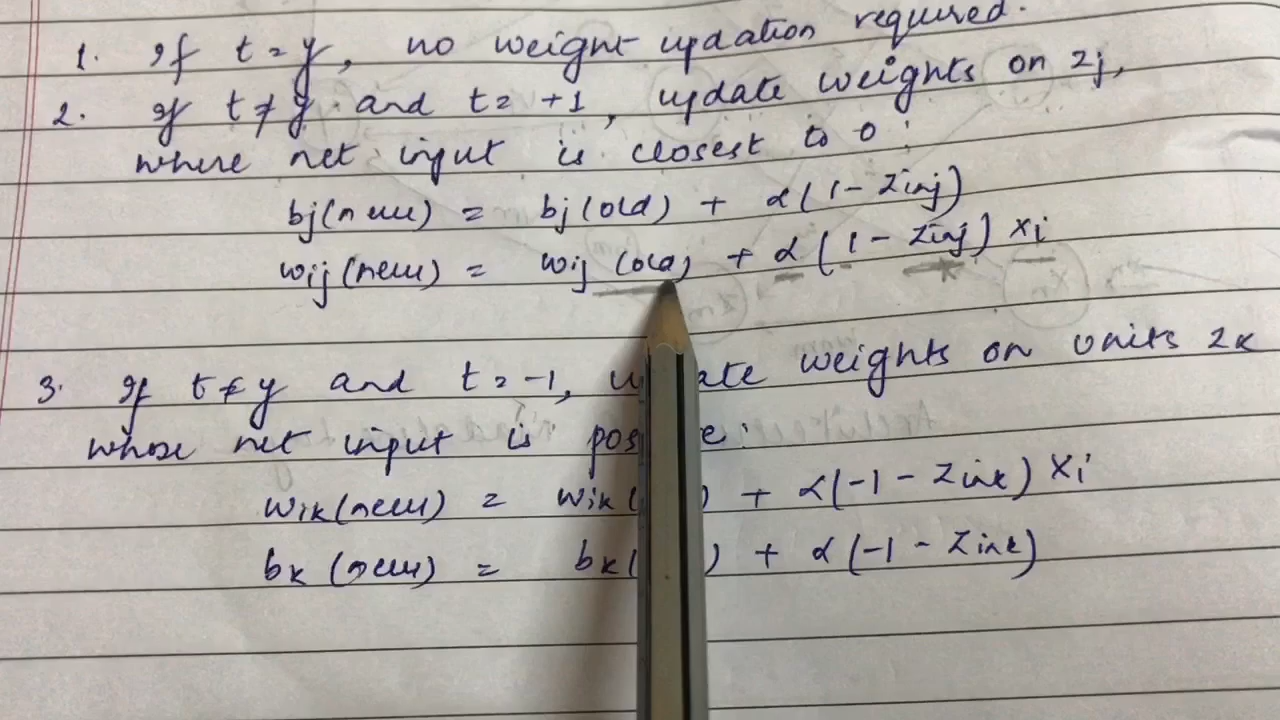 1. If t = y, no weight updation required.
2. If t ≠ y and t = +1, update weights on zj,
where net input is closest to 0:
bj(new) = bj(old) + α(1 - Zinj)
wij(new) = wij(old) + α(1 - Zinj) xi
3. If t ≠ y and t = -1, ate weights on units zk
whose net input is pos e:
wik(new) = wik( ) + α(-1 - Zink) xi
bk(new) = bk( ) + α(-1 - Zink)